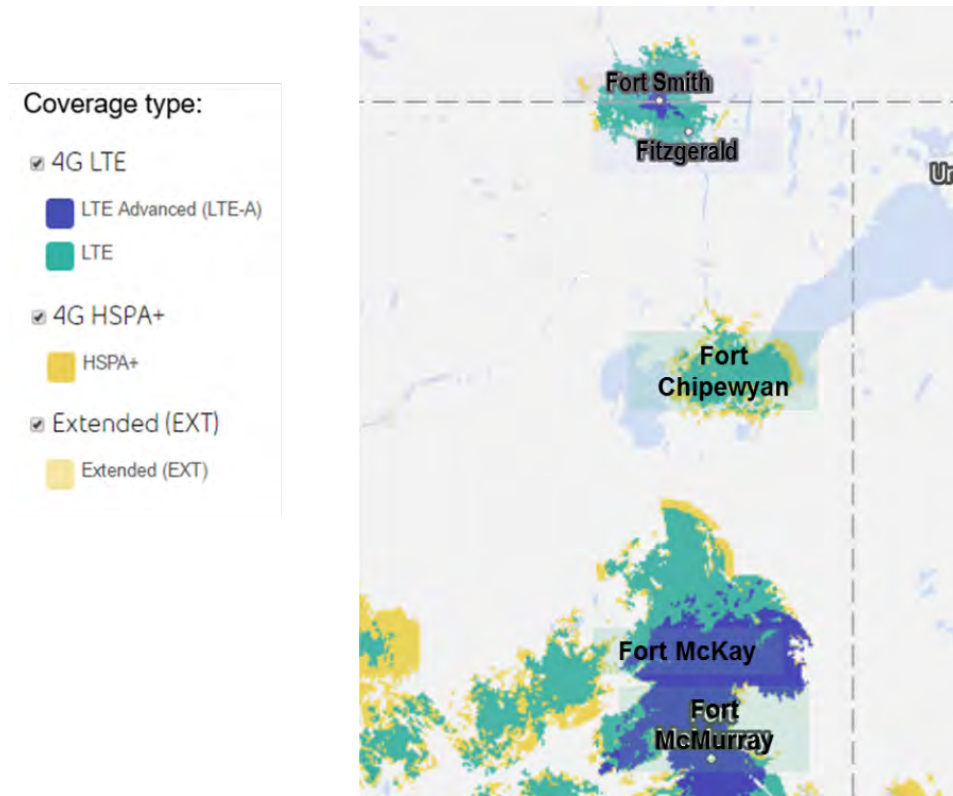 Coverage type:
4G LTE
LTE Advanced (LTE-A)
LTE
4G HSPA+
HSPA+
Extended (EXT)
Extended (EXT)
Fort Smith
Fitzgerald
Fort
Chipewyan
Fort McKay
Fort
McMurray